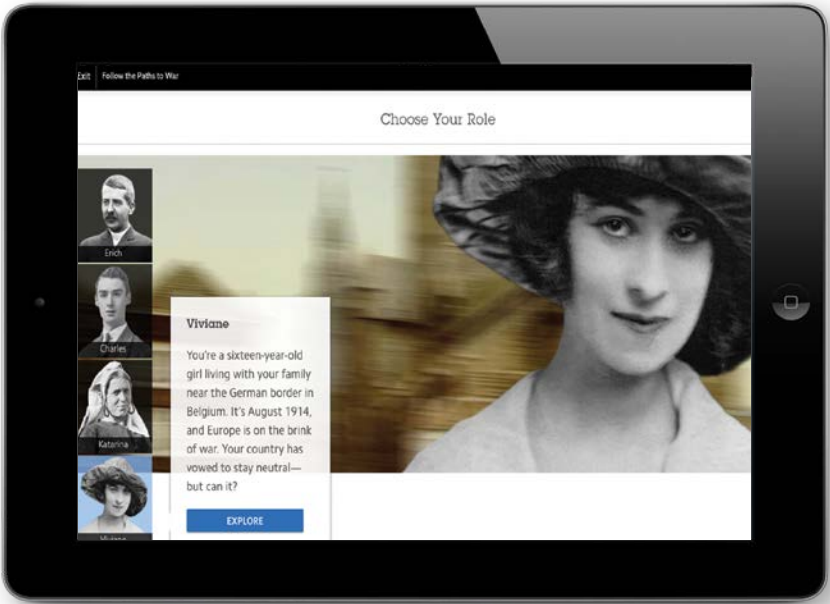 Exit Follow the Paths to War
Choose Your Role
Erich
Charles
Katarina
Viviane
Viviane
You're a sixteen-year-old
girl living with your family
near the German border in
Belgium. It's August 1914,
and Europe is on the brink
of war. Your country has
vowed to stay neutral—
but can it?
EXPLORE